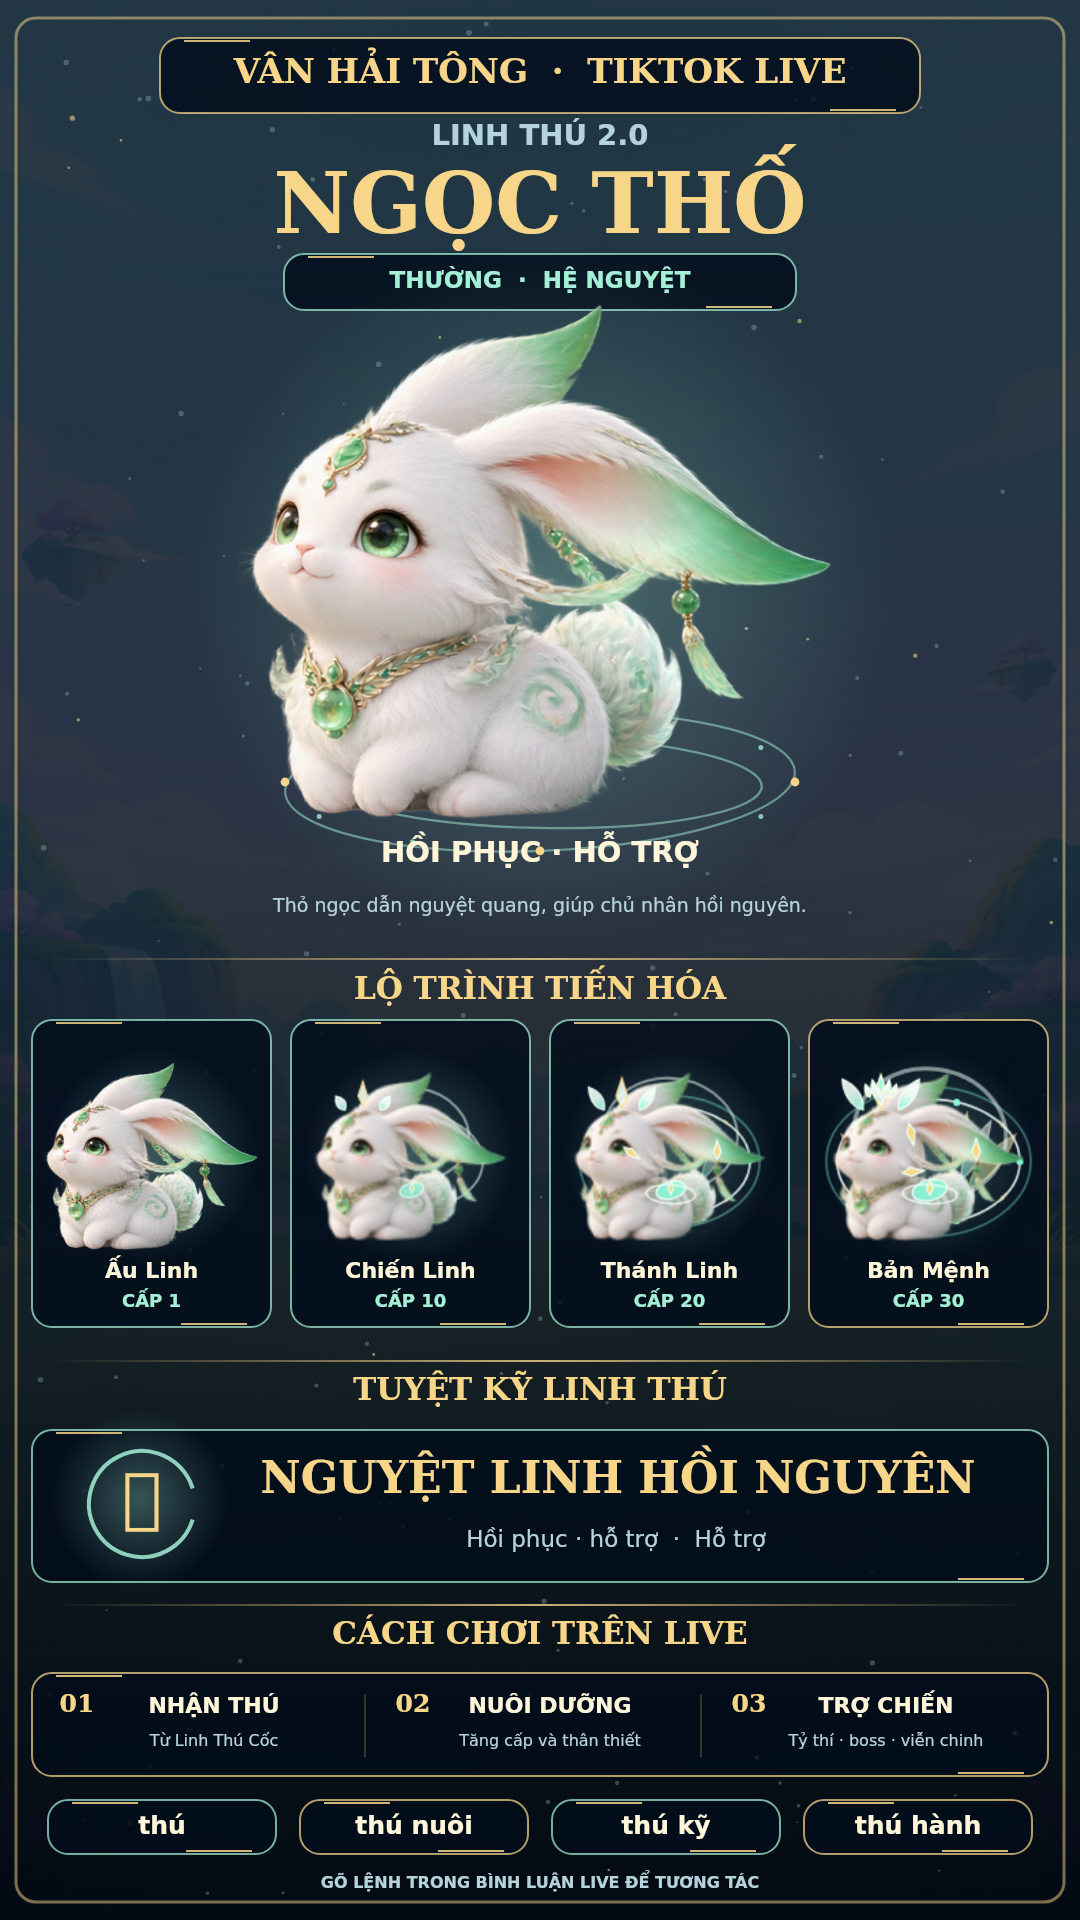 VÂN HẢI TÔNG · TIKTOK LIVE
LINH THÚ 2.0
NGỌC THỐ
THƯỜNG · HỆ NGUYỆT
HỒI PHỤC · HỖ TRỢ
Thỏ ngọc dẫn nguyệt quang, giúp chủ nhân hồi nguyên.
LỘ TRÌNH TIẾN HÓA
Ấu Linh
CẤP 1
Chiến Linh
CẤP 10
Thánh Linh
CẤP 20
Bản Mệnh
CẤP 30
TUYỆT KỸ LINH THÚ
NGUYỆT LINH HỒI NGUYÊN
Hồi phục · hỗ trợ · Hỗ trợ
CÁCH CHƠI TRÊN LIVE
01 NHẬN THÚ
Từ Linh Thú Cốc
02 NUÔI DƯỠNG
Tăng cấp và thân thiết
03 TRỢ CHIẾN
Tỷ thí · boss · viễn chinh
thú
thú nuôi
thú kỹ
thú hành
GÕ LỆNH TRONG BÌNH LUẬN LIVE ĐỂ TƯƠNG TÁC